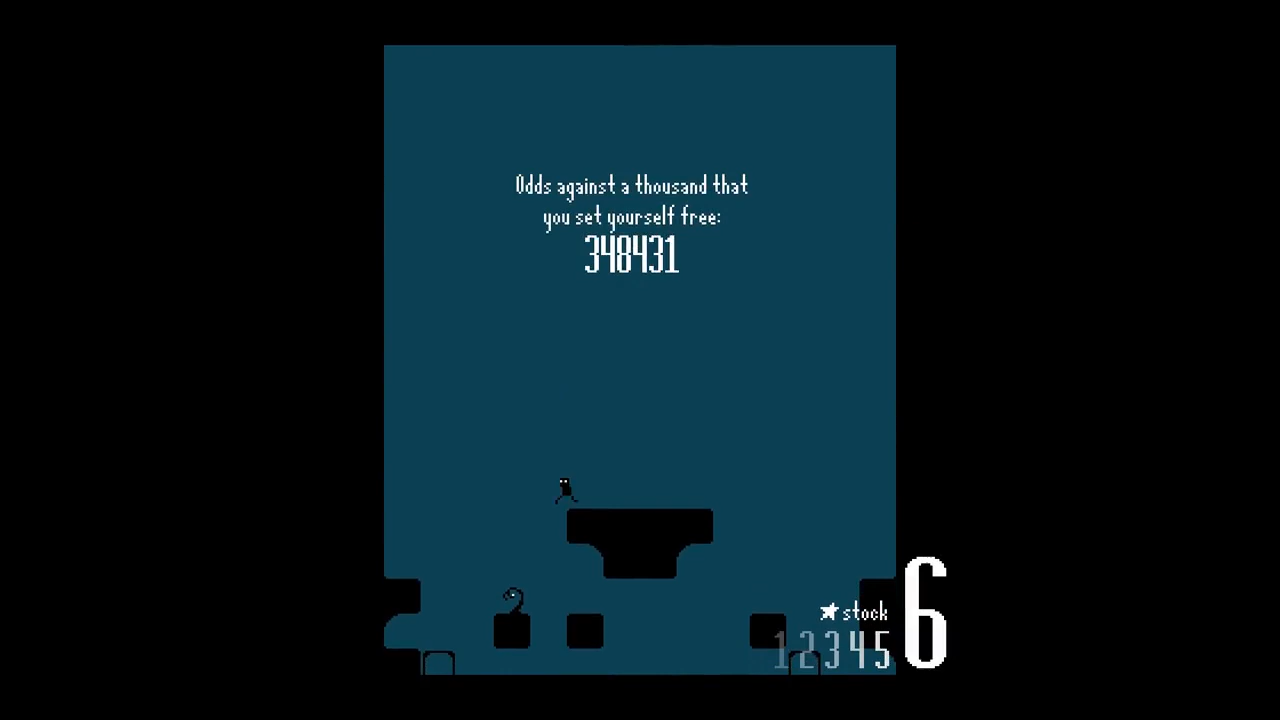 Odds against a thousand that
you set yourself free:
348431
stock
12345
6